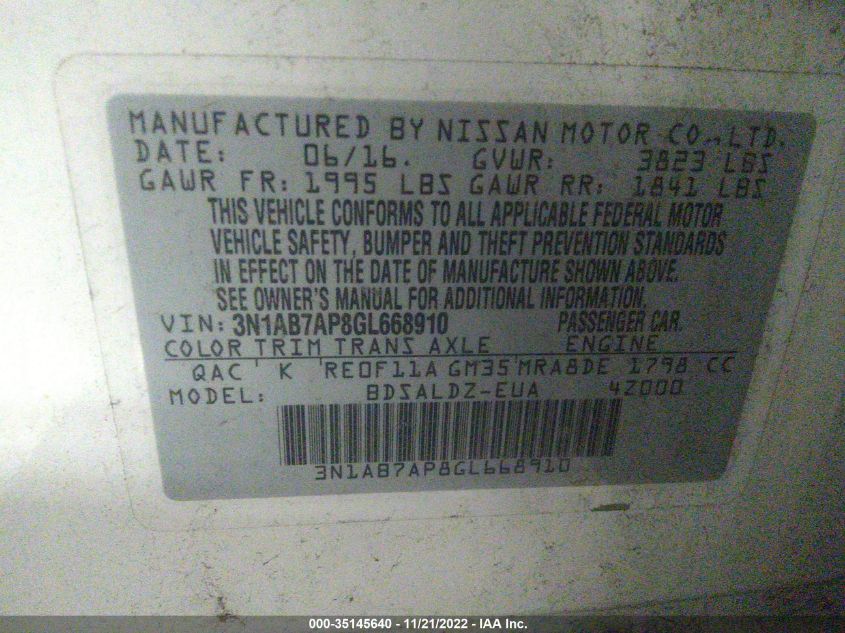 MANUFACTURED BY NISSAN MOTOR CO., LTD.
DATE: 06/16. GVWR: 3823 LBS
GAWR FR: 1995 LBS GAWR RR: 1841 LBS
THIS VEHICLE CONFORMS TO ALL APPLICABLE FEDERAL MOTOR
VEHICLE SAFETY, BUMPER AND THEFT PREVENTION STANDARDS
IN EFFECT ON THE DATE OF MANUFACTURE SHOWN ABOVE.
SEE OWNER'S MANUAL FOR ADDITIONAL INFORMATION.
VIN: 3N1AB7AP8GL668910 PASSENGER CAR.
COLOR TRIM TRANS AXLE ENGINE
QAC K RE0F11A GM35 MRA8DE 1798 CC
MODEL: BDSALDZ-EUA 4Z000
3N1AB7AP8GL668910
000-35145640 - 11/21/2022 - IAA Inc.